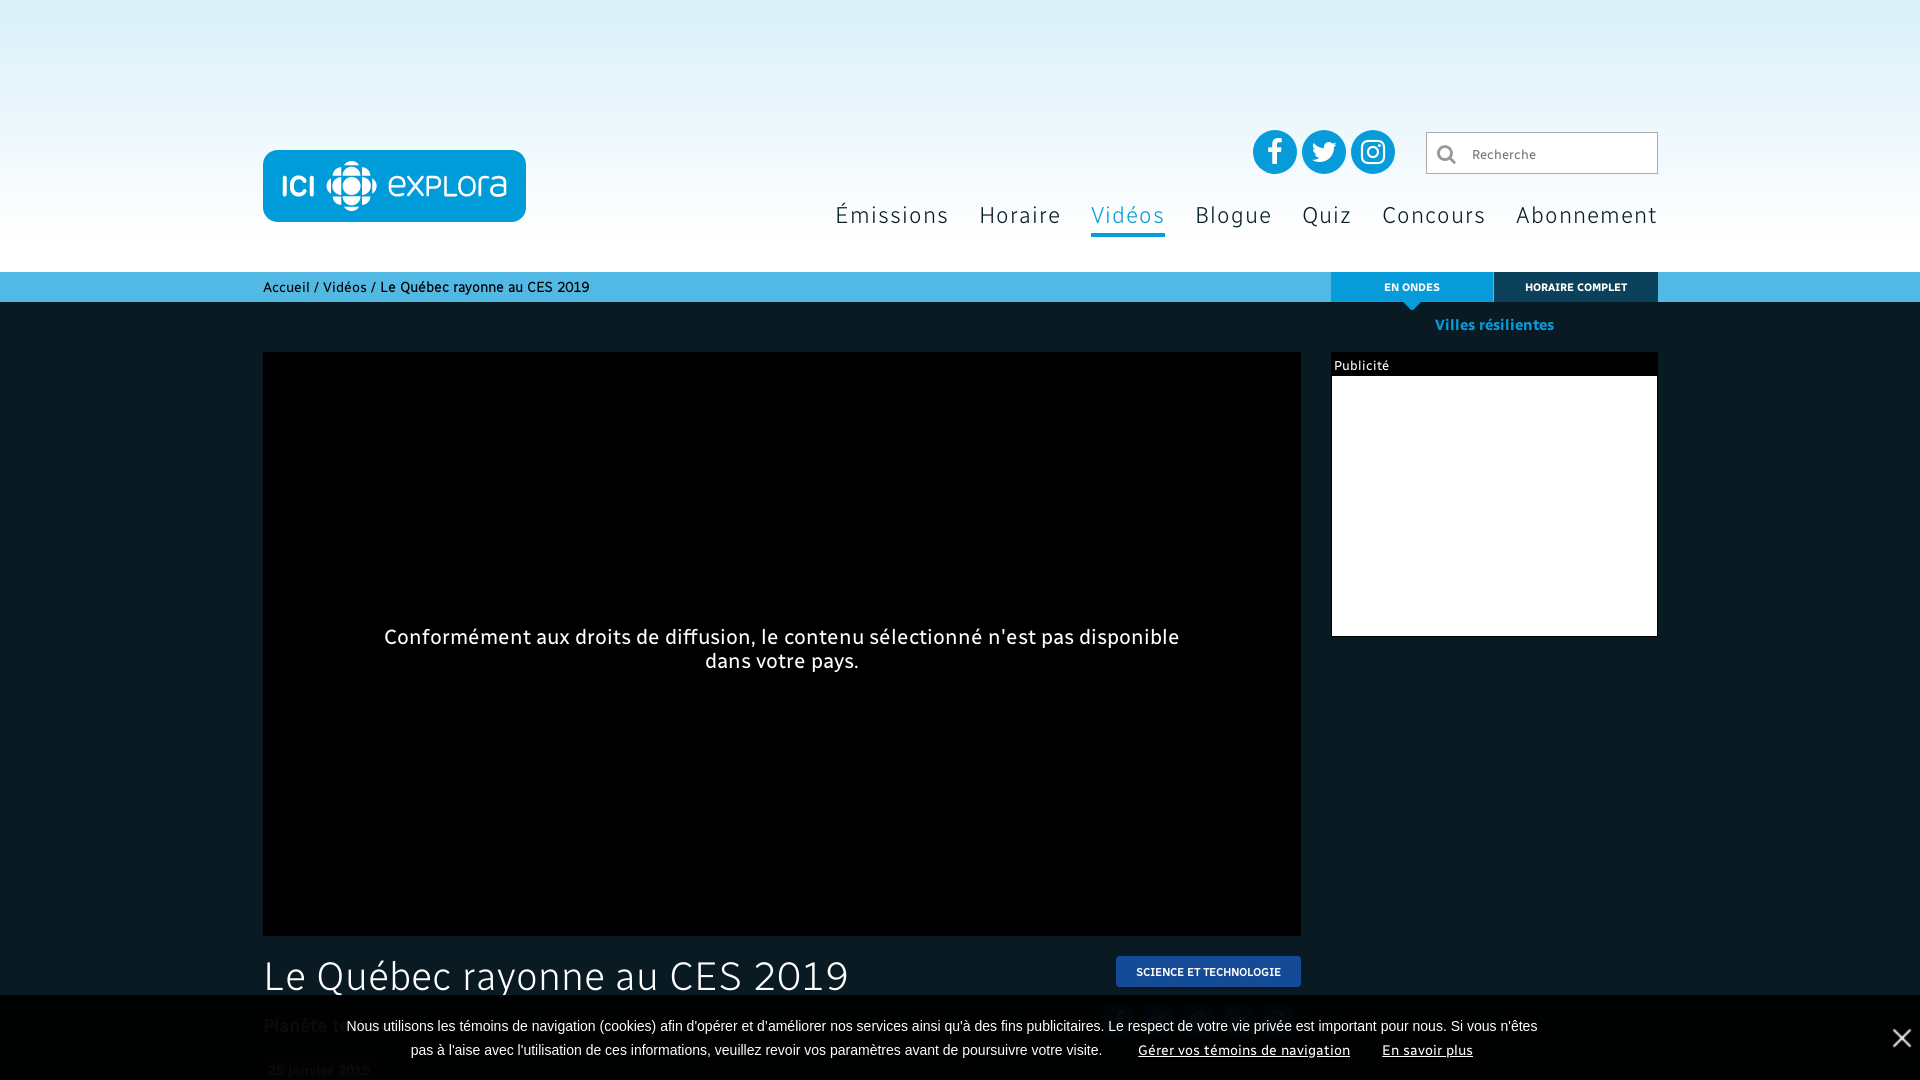 ICI explora
Recherche
Émissions Horaire Vidéos Blogue Quiz Concours Abonnement
Accueil / Vidéos / Le Québec rayonne au CES 2019
EN ONDES
HORAIRE COMPLET
Villes résilientes
Publicité
Conformément aux droits de diffusion, le contenu sélectionné n'est pas disponible
dans votre pays.
Le Québec rayonne au CES 2019
SCIENCE ET TECHNOLOGIE
Planète
Nous utilisons les témoins de navigation (cookies) afin d'opérer et d’améliorer nos services ainsi qu'à des fins publicitaires. Le respect de votre vie privée est important pour nous. Si vous n'êtes
pas à l'aise avec l'utilisation de ces informations, veuillez revoir vos paramètres avant de poursuivre votre visite. Gérer vos témoins de navigation En savoir plus
25 janvier 2019